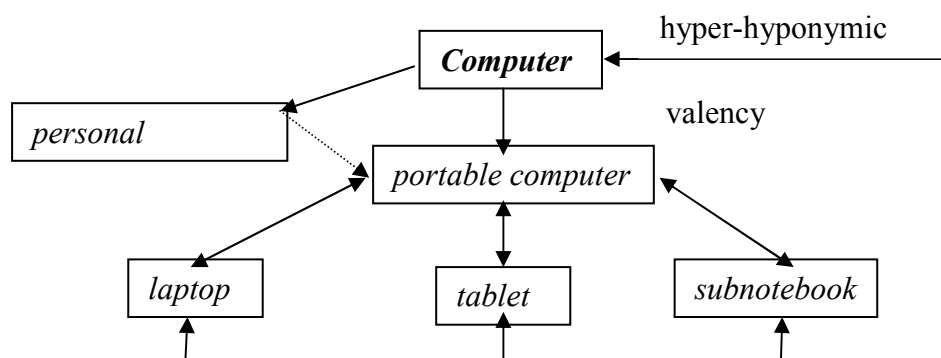 hyper-hyponymic
Computer
valency
personal
portable computer
laptop
tablet
subnotebook